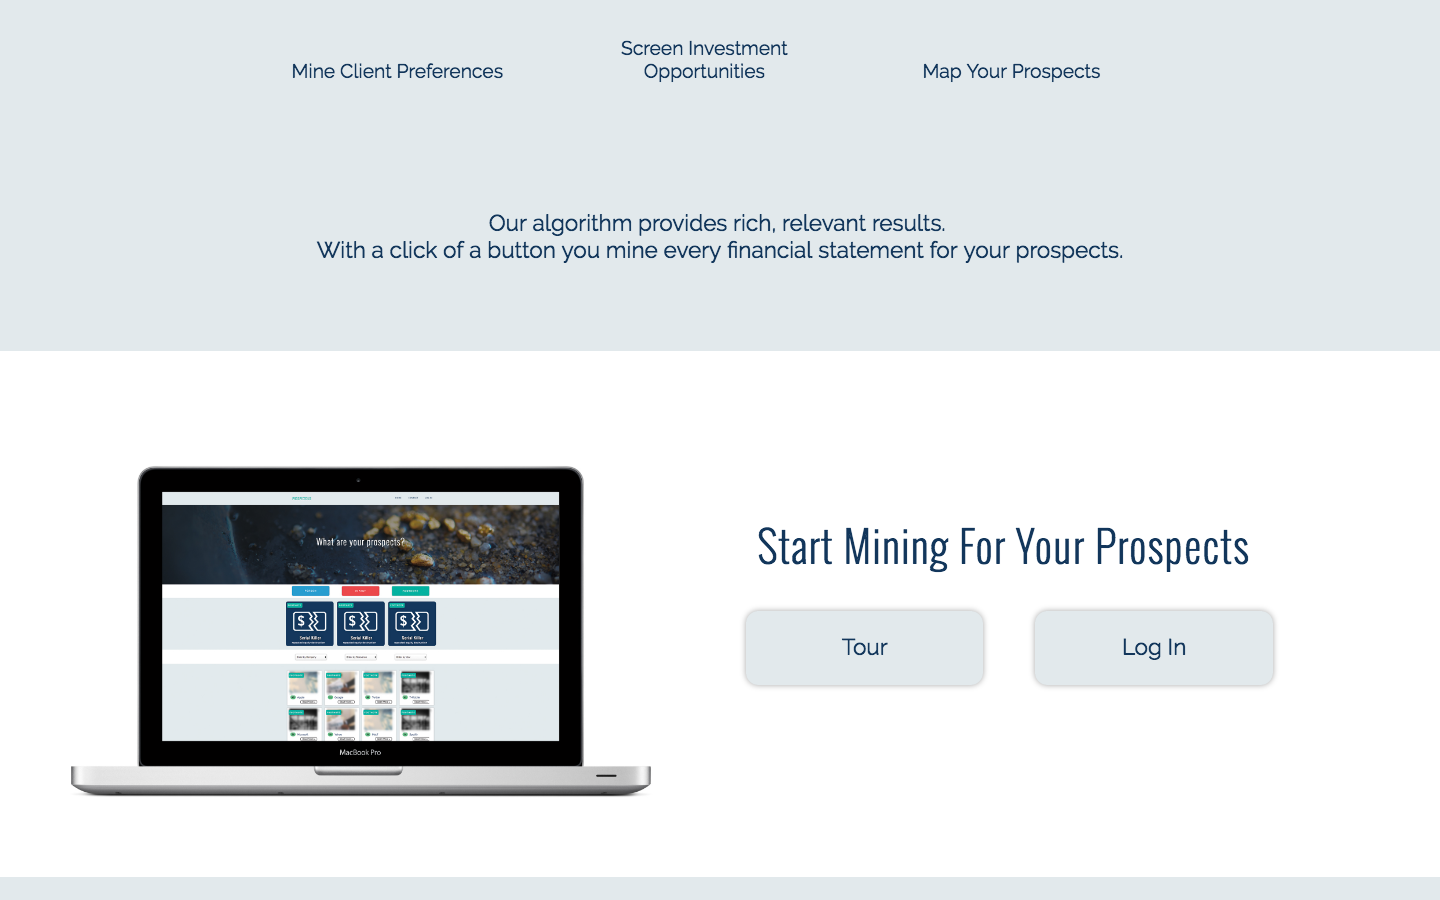 Mine Client Preferences
Screen Investment
Opportunities
Map Your Prospects
Our algorithm provides rich, relevant results.
With a click of a button you mine every financial statement for your prospects.
What are your prospects?
Serial Killer
Serial Killer
Serial Killer
MacBook Pro
Start Mining For Your Prospects
Tour
Log In